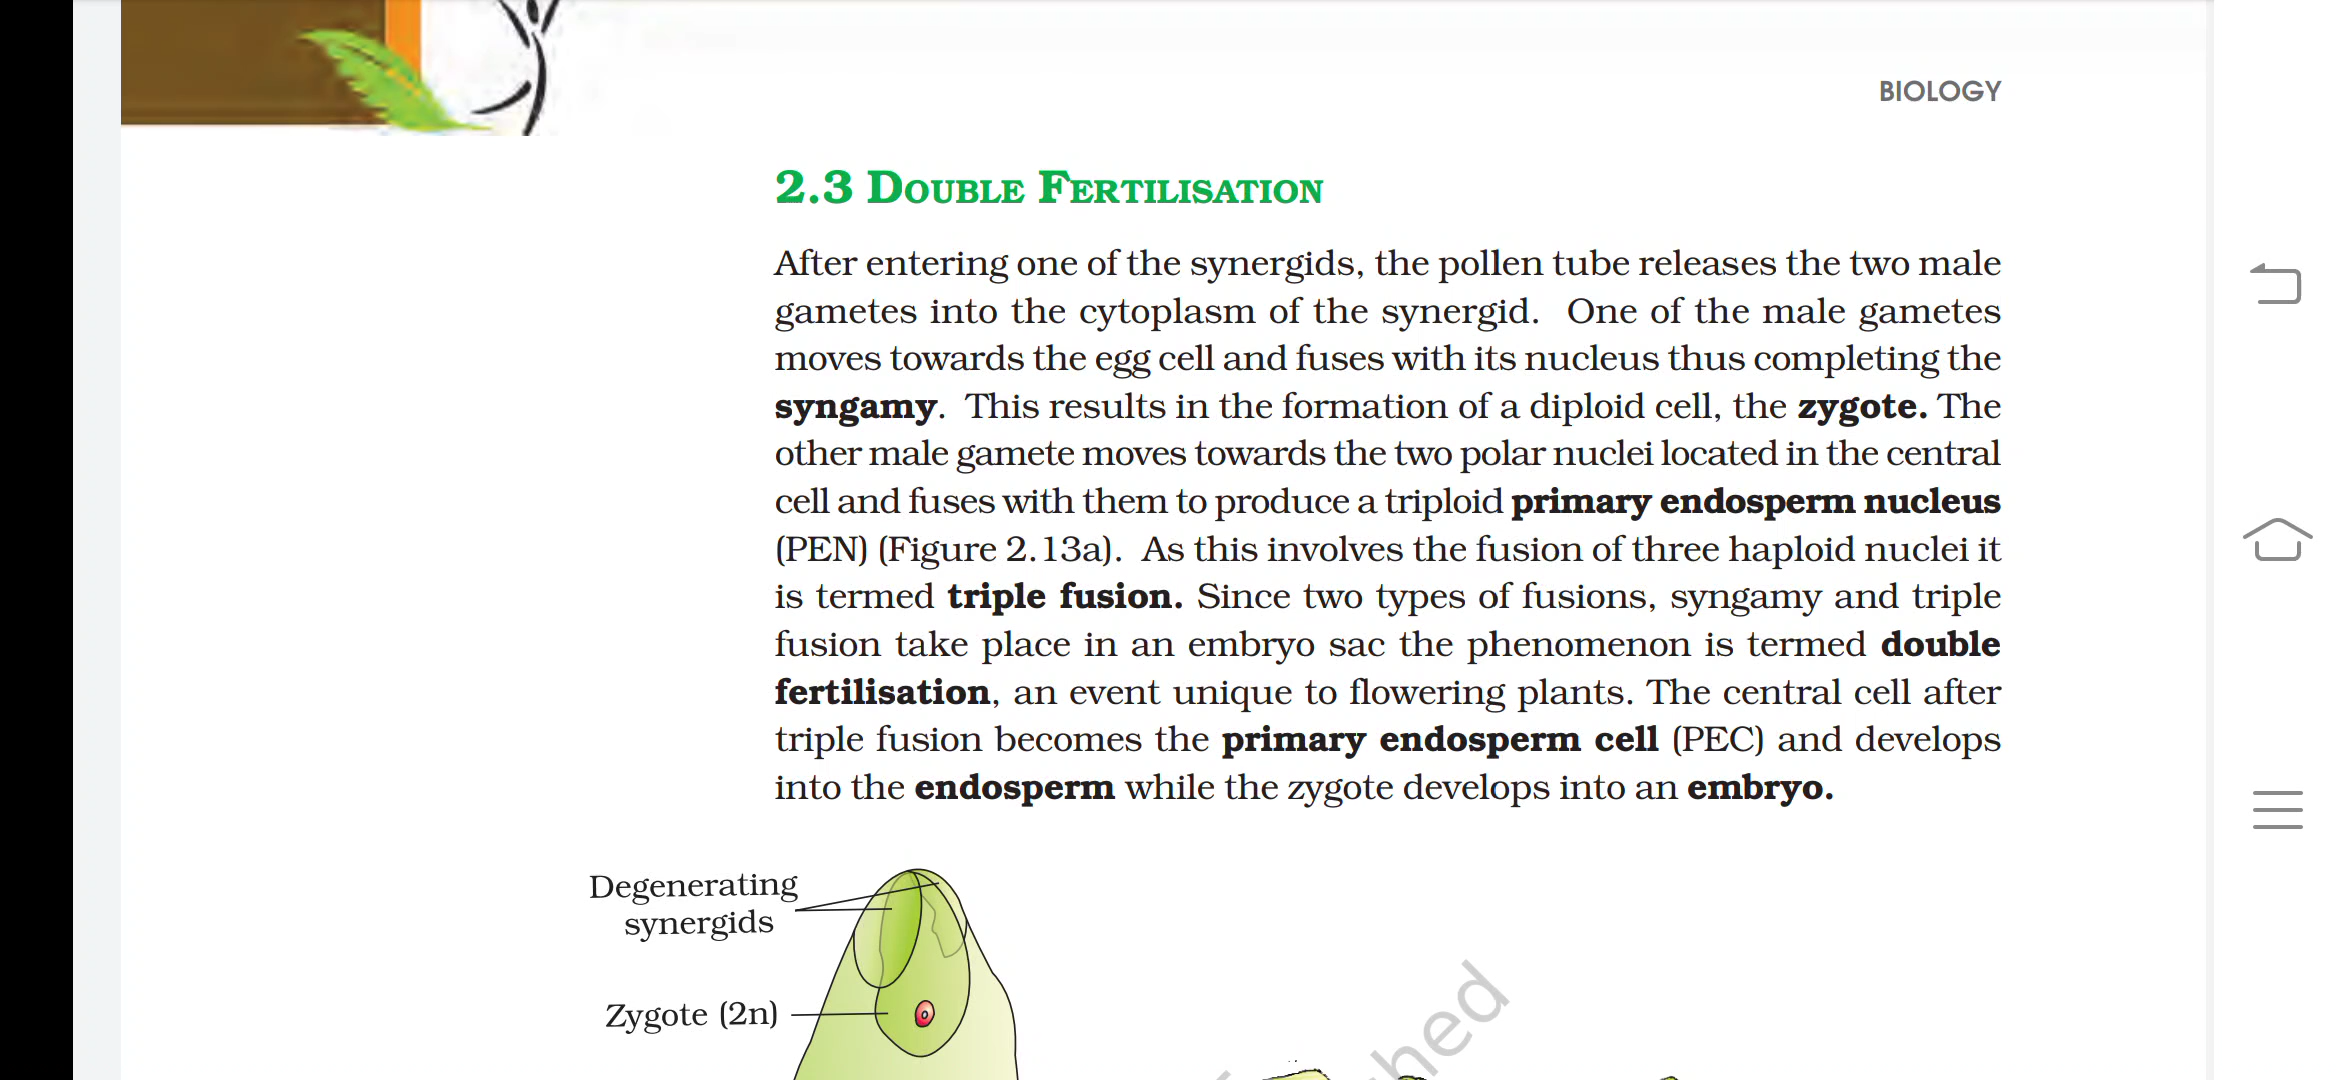 BIOLOGY
2.3 DOUBLE FERTILISATION
After entering one of the synergids, the pollen tube releases the two male
gametes into the cytoplasm of the synergid. One of the male gametes
moves towards the egg cell and fuses with its nucleus thus completing the
syngamy. This results in the formation of a diploid cell, the zygote. The
other male gamete moves towards the two polar nuclei located in the central
cell and fuses with them to produce a triploid primary endosperm nucleus
(PEN) (Figure 2.13a). As this involves the fusion of three haploid nuclei it
is termed triple fusion. Since two types of fusions, syngamy and triple
fusion take place in an embryo sac the phenomenon is termed double
fertilisation, an event unique to flowering plants. The central cell after
triple fusion becomes the primary endosperm cell (PEC) and develops
into the endosperm while the zygote develops into an embryo.
Degenerating
synergids
Zygote (2n)